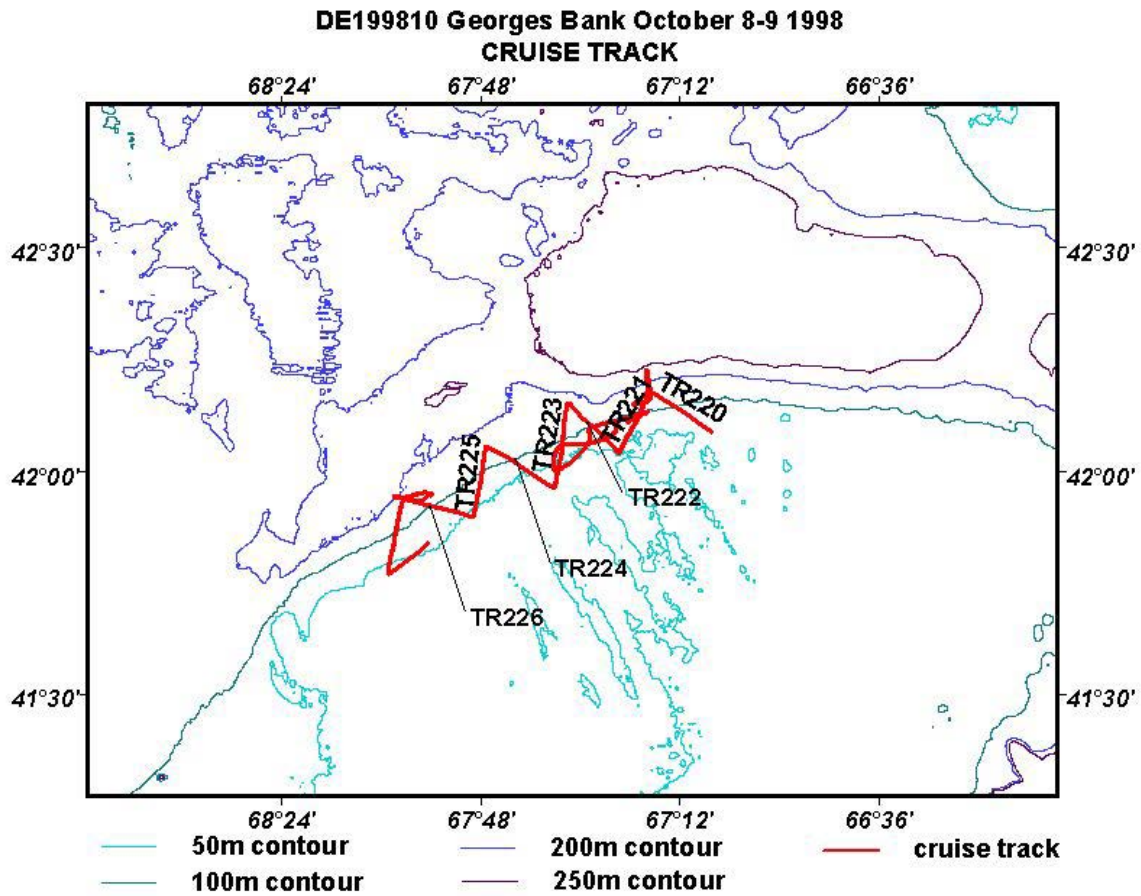 DE199810 Georges Bank October 8-9 1998
CRUISE TRACK
68°24' 67°48' 67°12' 66°36'
42°30' 42°30'
TR221 TR220
TR223
TR225
42°00' 42°00'
TR222
TR224
TR226
41°30' 41°30'
68°24' 67°48' 67°12' 66°36'
50m contour 200m contour cruise track
100m contour 250m contour